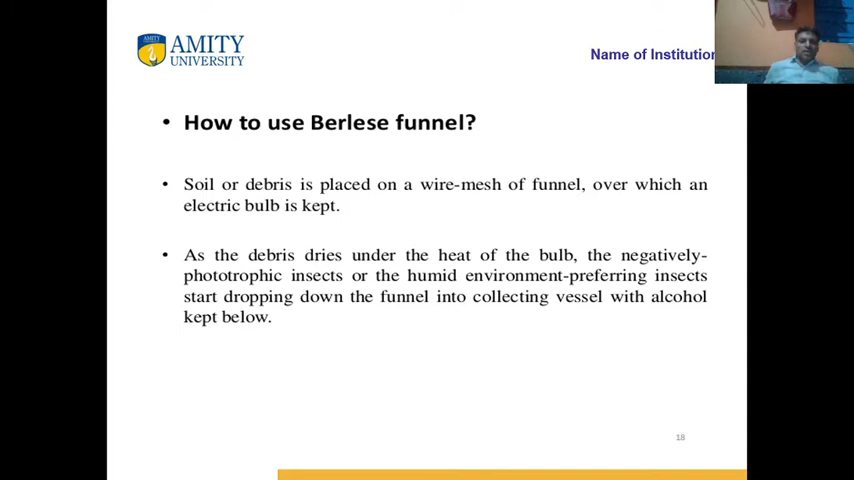 AMITY
UNIVERSITY
Name of Institution
• How to use Berlese funnel?
• Soil or debris is placed on a wire-mesh of funnel, over which an
electric bulb is kept.
• As the debris dries under the heat of the bulb, the negatively-
phototrophic insects or the humid environment-preferring insects
start dropping down the funnel into collecting vessel with alcohol
kept below.
18